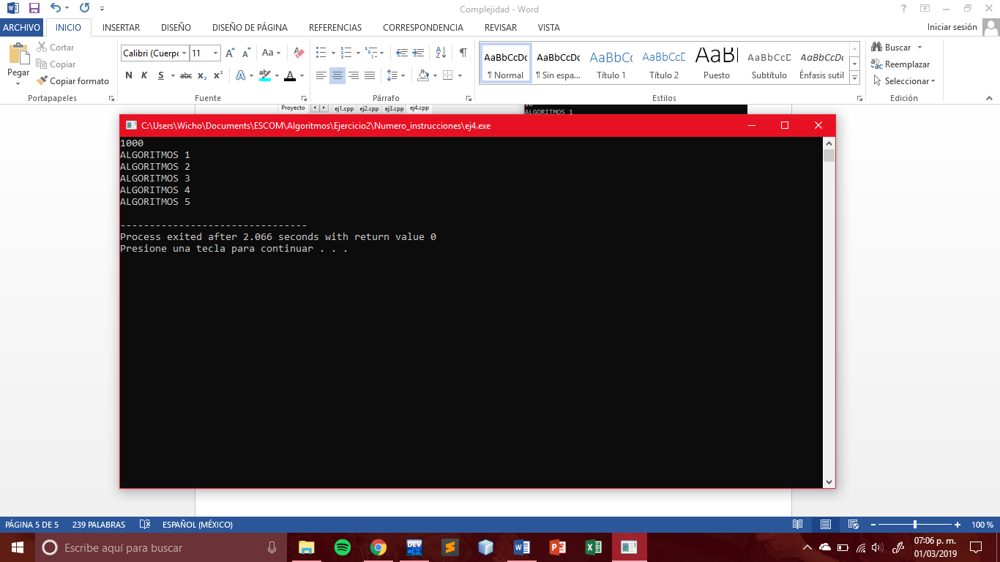 Complejidad - Word
ARCHIVO INICIO INSERTAR DISEÑO DISEÑO DE PÁGINA REFERENCIAS CORRESPONDENCIA REVISAR VISTA Iniciar sesión
Pegar
Cortar
Copiar
Copiar formato
Portapapeles
Calibri (Cuerpo 11
Aa
N K S abc x₂ x²
Fuente
Párrafo
AaBbCcDc AaBbCcDc AaBbCc AaBbCcD AaBl AaBbCcD AaBbCcDc
¶ Normal ¶ Sin espa... Título 1 Título 2 Puesto Subtítulo Énfasis sutil
Estilos
Buscar
Reemplazar
Seleccionar
Edición
Proyecto ej1.cpp ej2.cpp ej3.cpp ej4.cpp
ALGORITMOS 1
C:\Users\Wicho\Documents\ESCOM\Algoritmos\Ejercicio2\Numero_instrucciones\ej4.exe
1000
ALGORITMOS 1
ALGORITMOS 2
ALGORITMOS 3
ALGORITMOS 4
ALGORITMOS 5
--------------------------------
Process exited after 2.066 seconds with return value 0
Presione una tecla para continuar . . .
PÁGINA 5 DE 5 239 PALABRAS ESPAÑOL (MÉXICO) 100 %
Escribe aquí para buscar
DEV
07:06 p. m.
01/03/2019